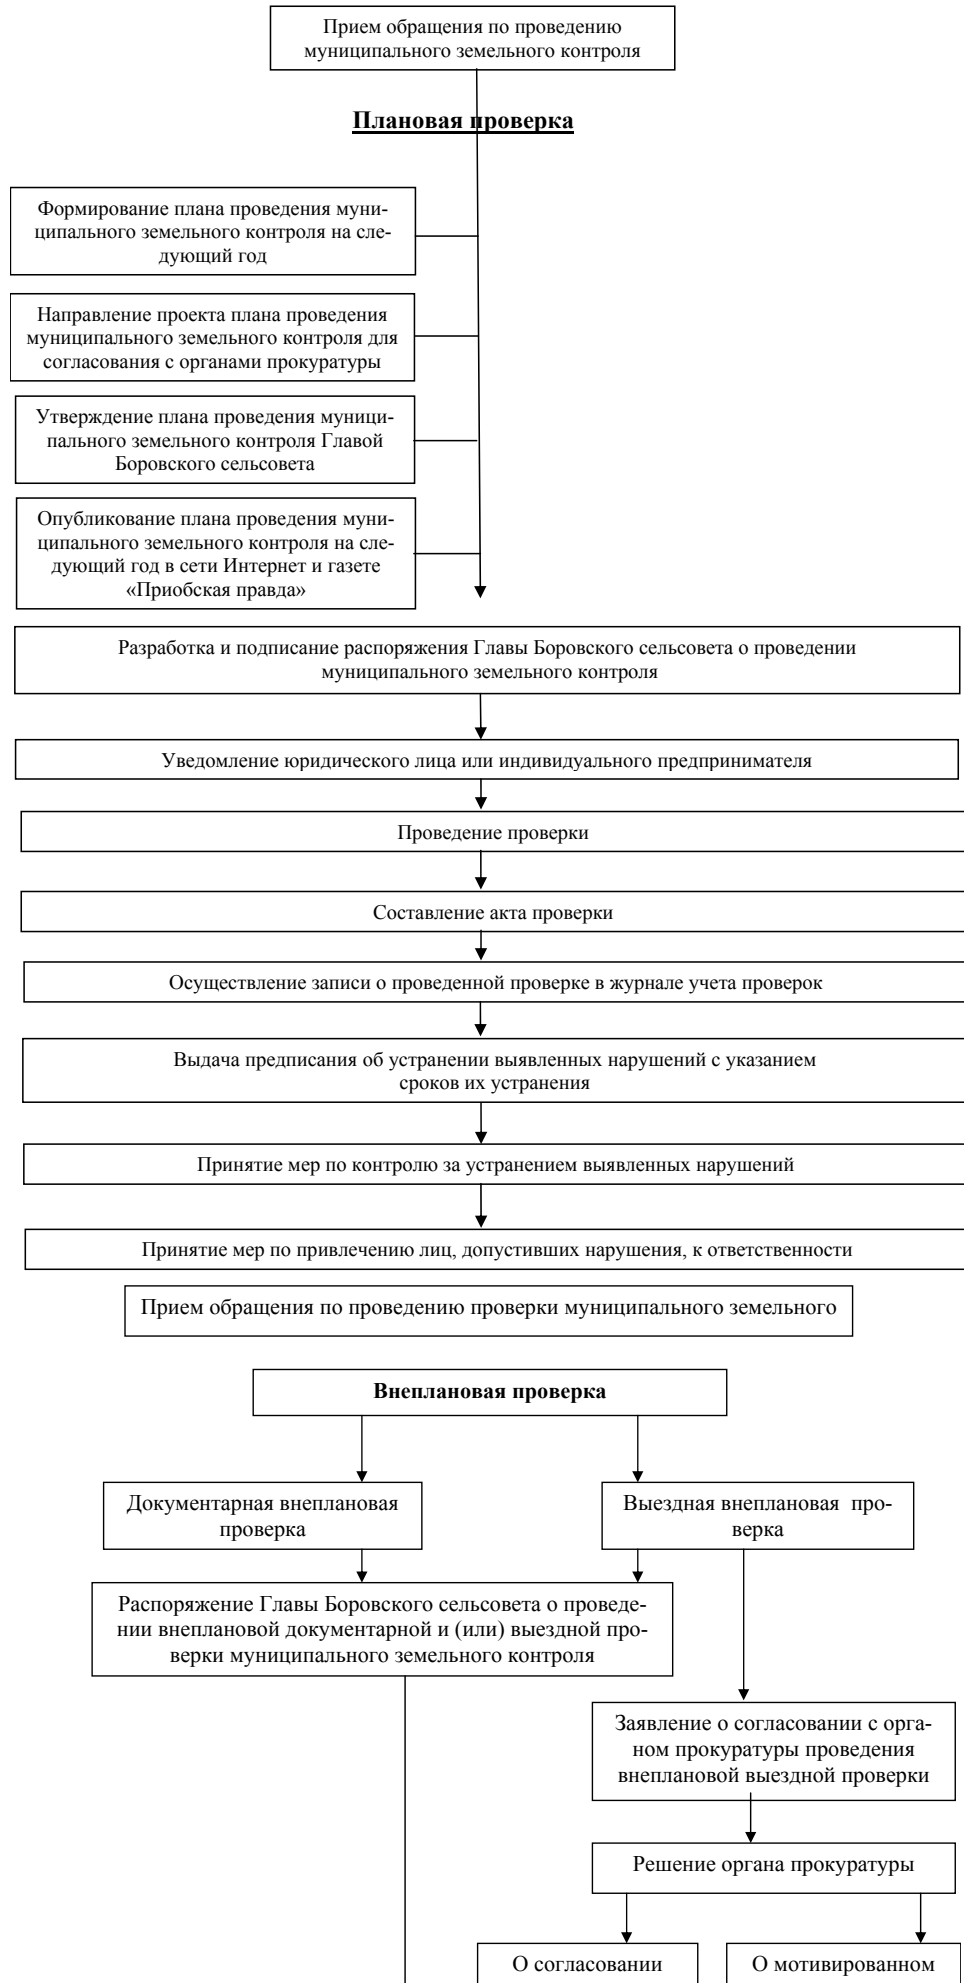 Прием обращения по проведению
муниципального земельного контроля
Плановая проверка
Формирование плана проведения муни-
ципального земельного контроля на сле-
дующий год
Направление проекта плана проведения
муниципального земельного контроля для
согласования с органами прокуратуры
Утверждение плана проведения муници-
пального земельного контроля Главой
Боровского сельсовета
Опубликование плана проведения муни-
ципального земельного контроля на сле-
дующий год в сети Интернет и газете
«Приобская правда»
Разработка и подписание распоряжения Главы Боровского сельсовета о проведении
муниципального земельного контроля
Уведомление юридического лица или индивидуального предпринимателя
Проведение проверки
Составление акта проверки
Осуществление записи о проведенной проверке в журнале учета проверок
Выдача предписания об устранении выявленных нарушений с указанием
сроков их устранения
Принятие мер по контролю за устранением выявленных нарушений
Принятие мер по привлечению лиц, допустивших нарушения, к ответственности
Прием обращения по проведению проверки муниципального земельного
Внеплановая проверка
Документарная внеплановая
проверка
Выездная внеплановая про-
верка
Распоряжение Главы Боровского сельсовета о проведе-
нии внеплановой документарной и (или) выездной про-
верки муниципального земельного контроля
Заявление о согласовании с орга-
ном прокуратуры проведения
внеплановой выездной проверки
Решение органа прокуратуры
О согласовании
О мотивированном